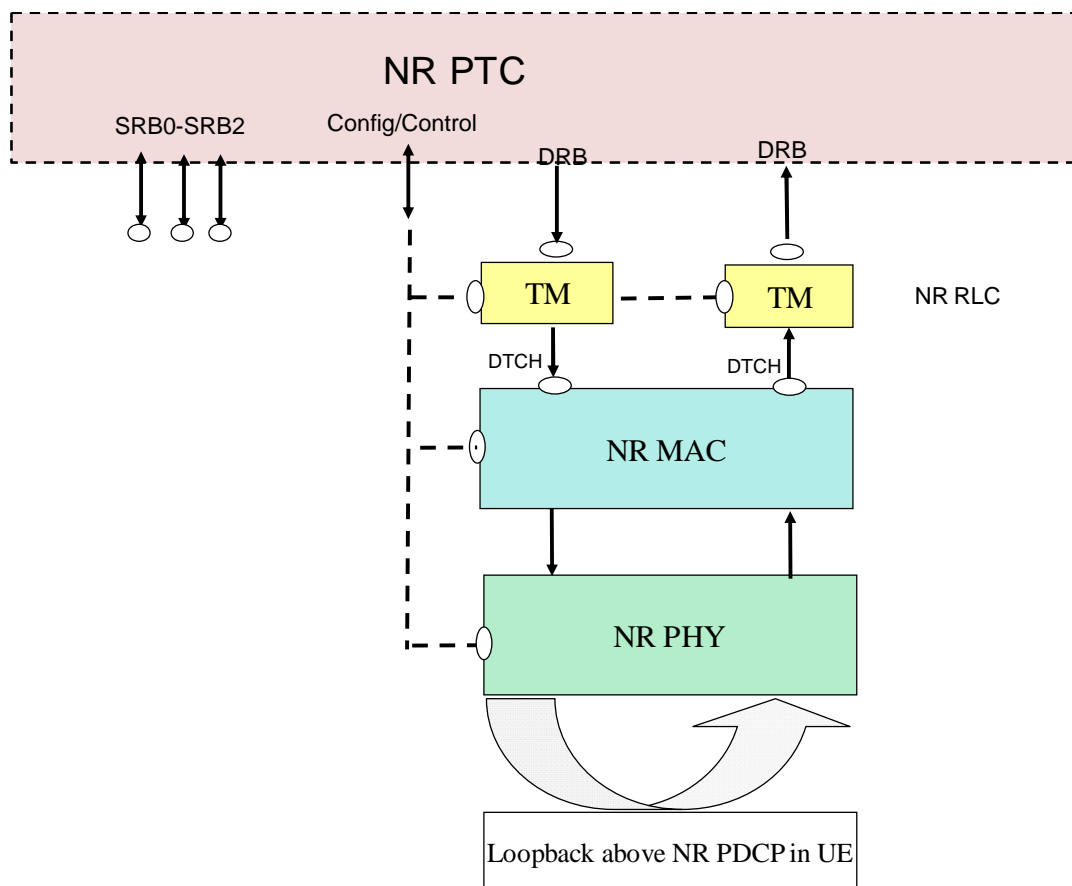 NR PTC
SRB0-SRB2
Config/Control
DRB
DRB
TM
TM
NR RLC
DTCH
DTCH
NR MAC
NR PHY
Loopback above NR PDCP in UE